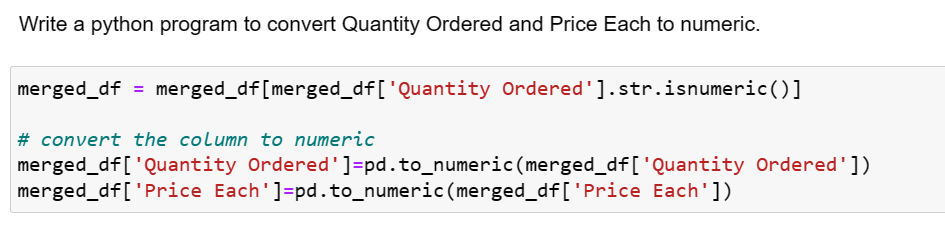 Write a python program to convert Quantity Ordered and Price Each to numeric.
merged_df = merged_df[merged_df['Quantity Ordered'].str.isnumeric()]
# convert the column to numeric
merged_df['Quantity Ordered']=pd.to_numeric(merged_df['Quantity Ordered'])
merged_df['Price Each']=pd.to_numeric(merged_df['Price Each'])